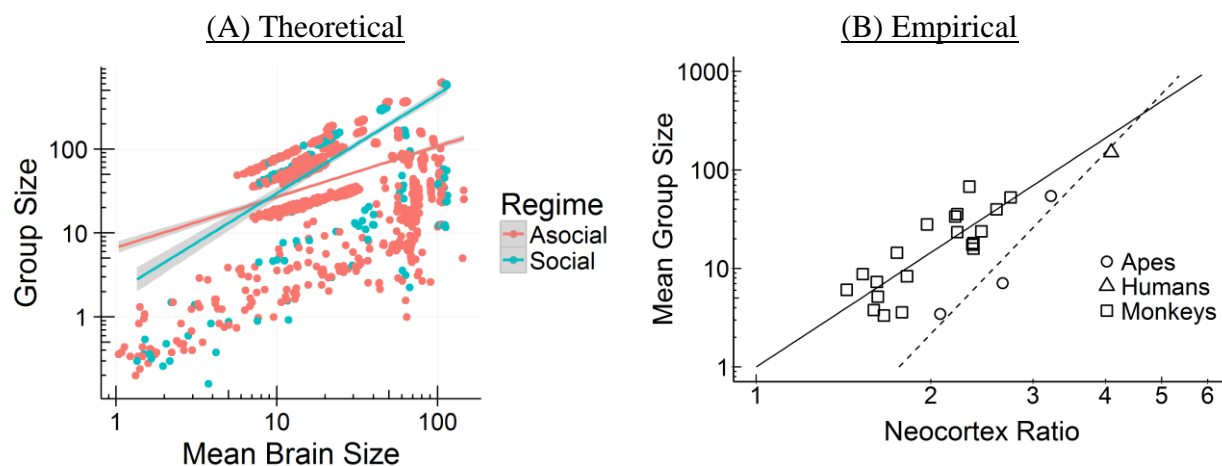 (A) Theoretical
Group Size
100
10
1
1
10
100
Mean Brain Size
Regime
Asocial
Social
(B) Empirical
Mean Group Size
1000
100
10
1
1
2
3
4
5
6
Neocortex Ratio
Apes
Humans
Monkeys